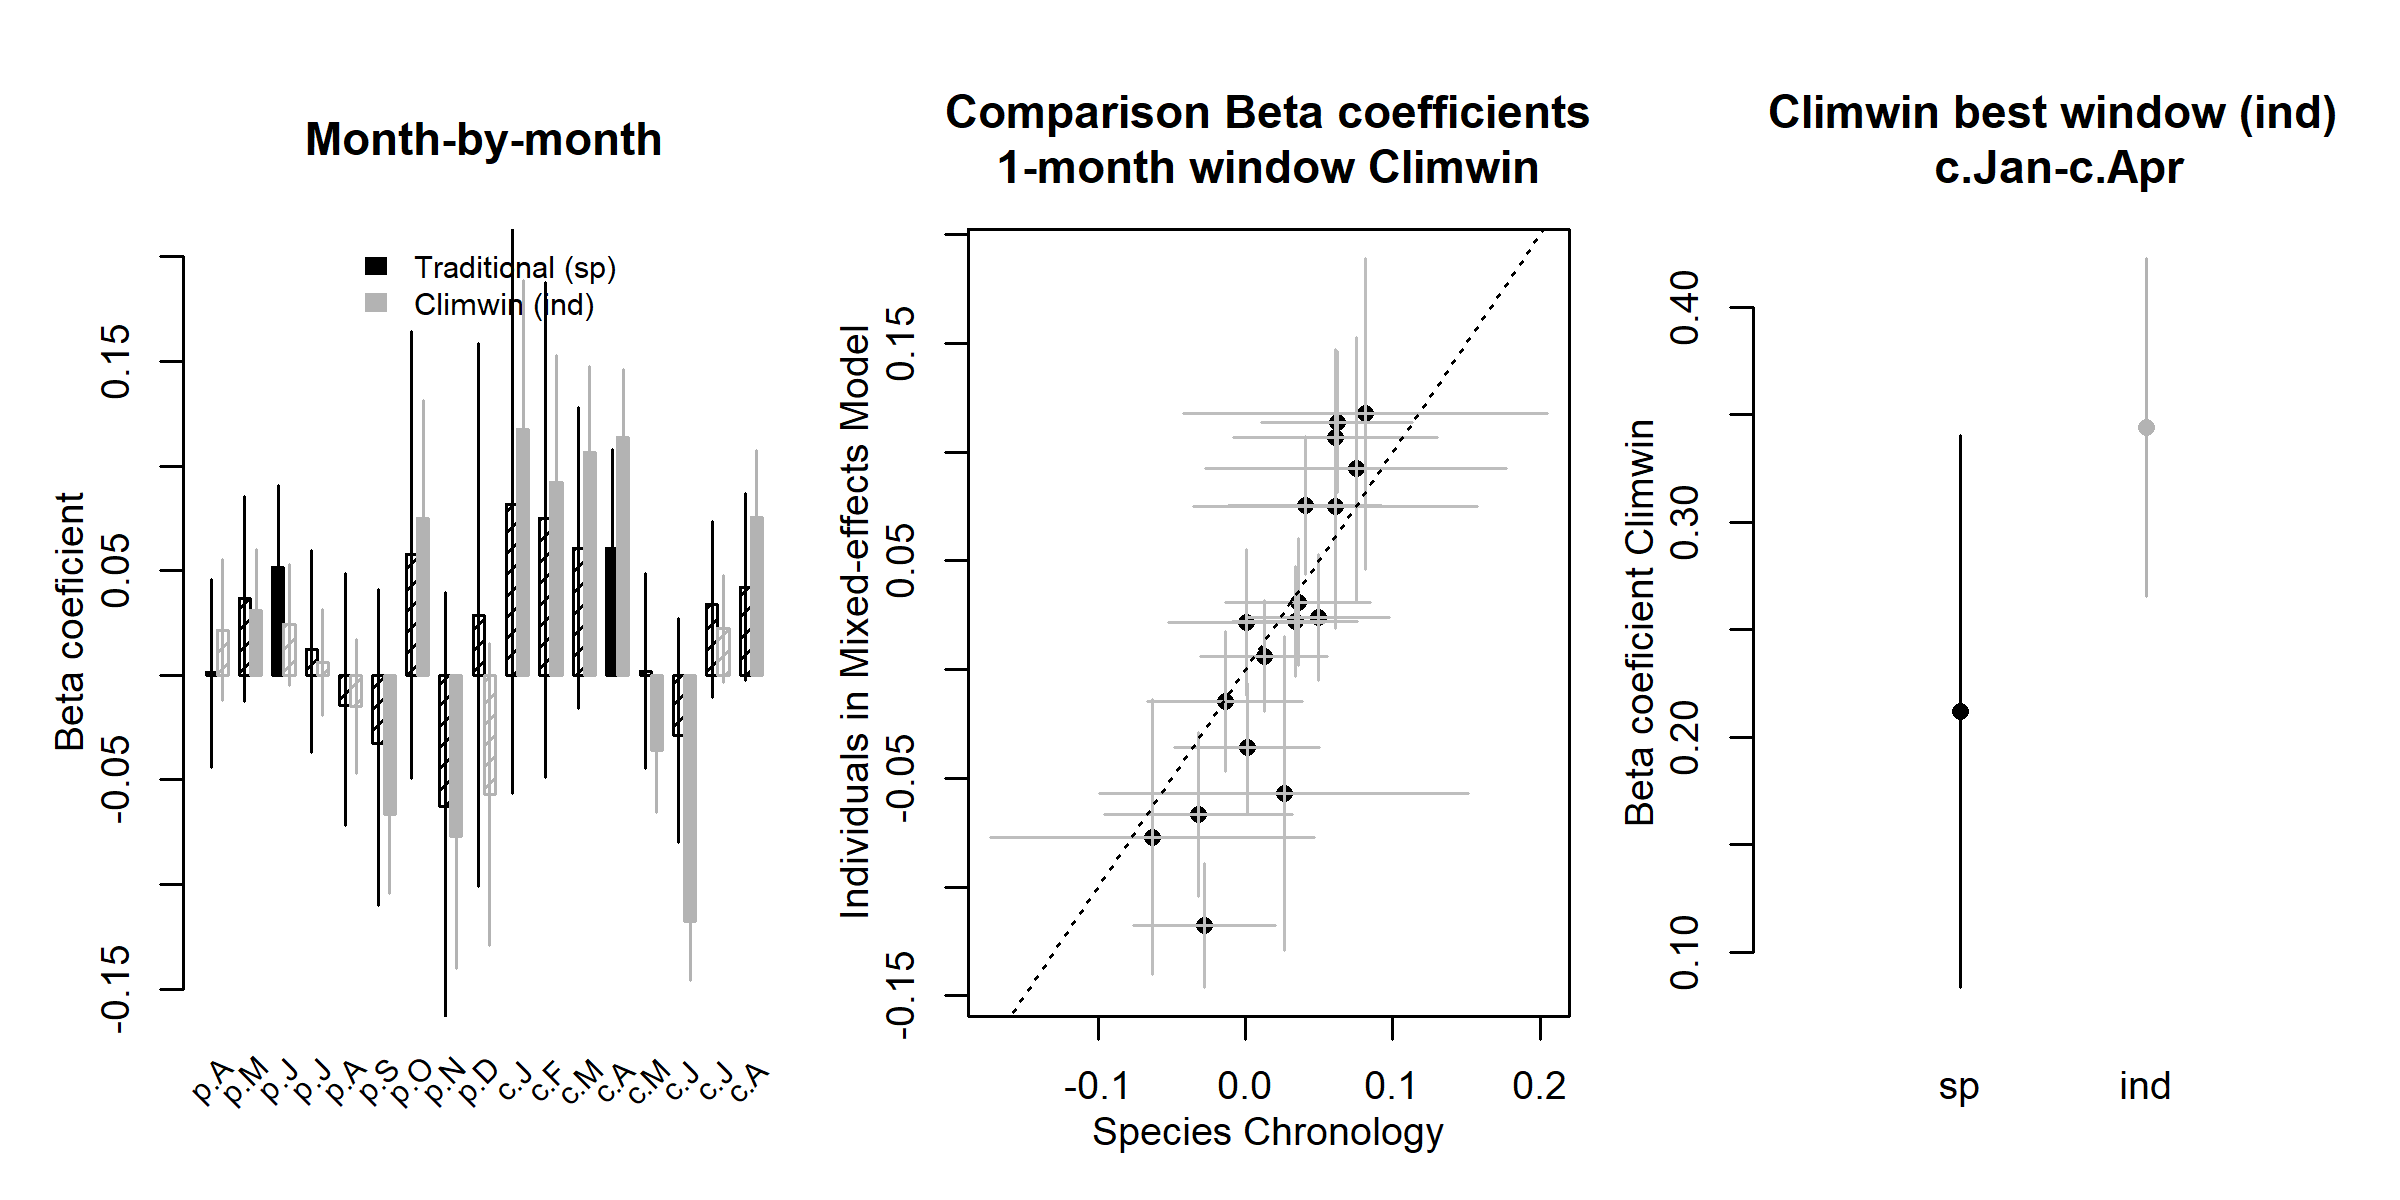 Month-by-month
Traditional (sp)
Climwin (ind)
Beta coeficient
0.15
0.05
-0.05
-0.15
p.A
p.M
p.J
p.J
p.A
p.S
p.O
p.N
p.D
c.J
c.F
c.M
c.A
c.M
c.J
c.J
c.A
Comparison Beta coefficients
1-month window Climwin
Individuals in Mixed-effects Model
0.15
0.05
-0.05
-0.15
-0.1
0.0
0.1
0.2
Species Chronology
Climwin best window (ind)
c.Jan-c.Apr
Beta coeficient Climwin
0.40
0.30
0.20
0.10
sp
ind